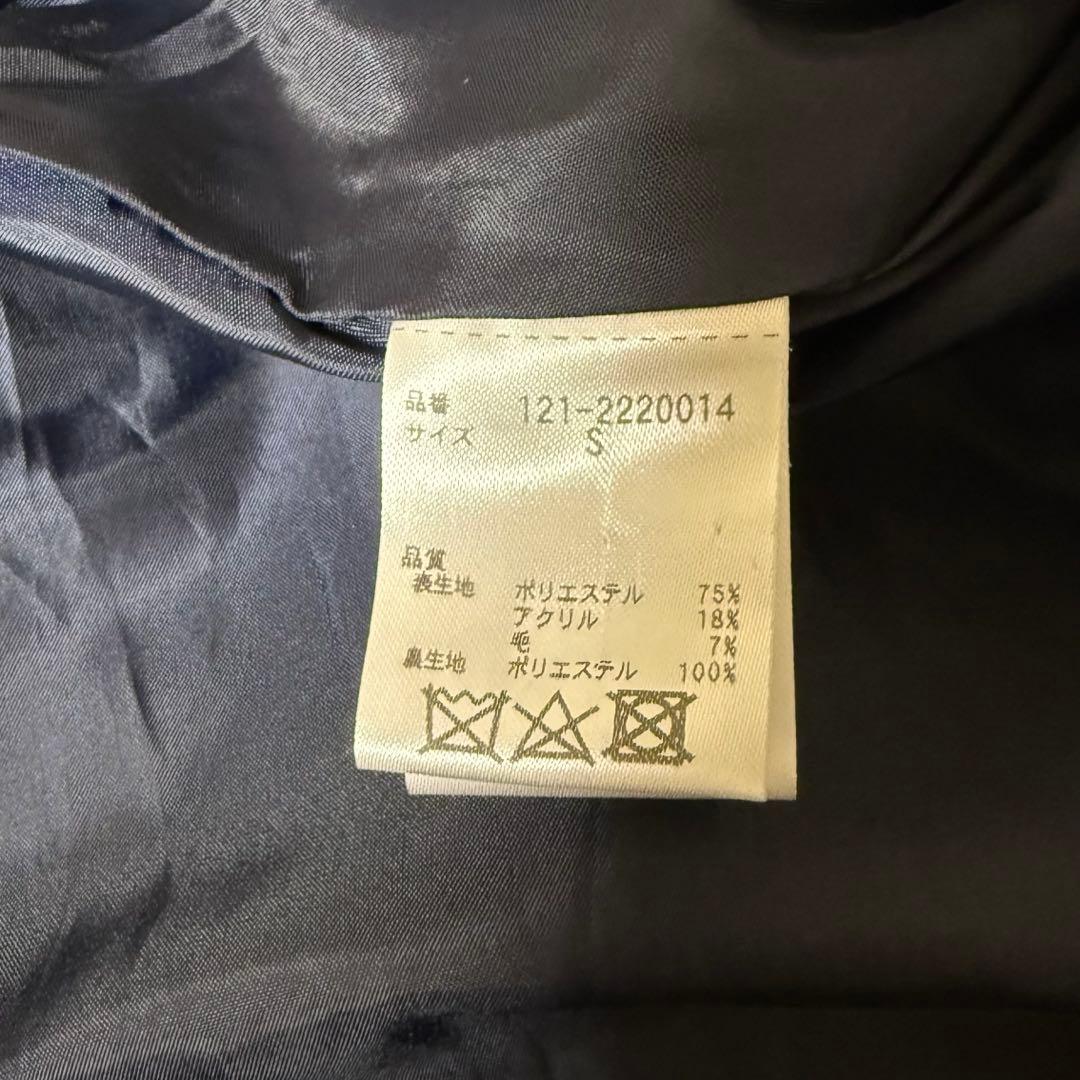 品番 121-2220014
サイズ S
品質
表生地 ポリエステル 75%
アクリル 18%
毛 7%
裏生地 ポリエステル 100%